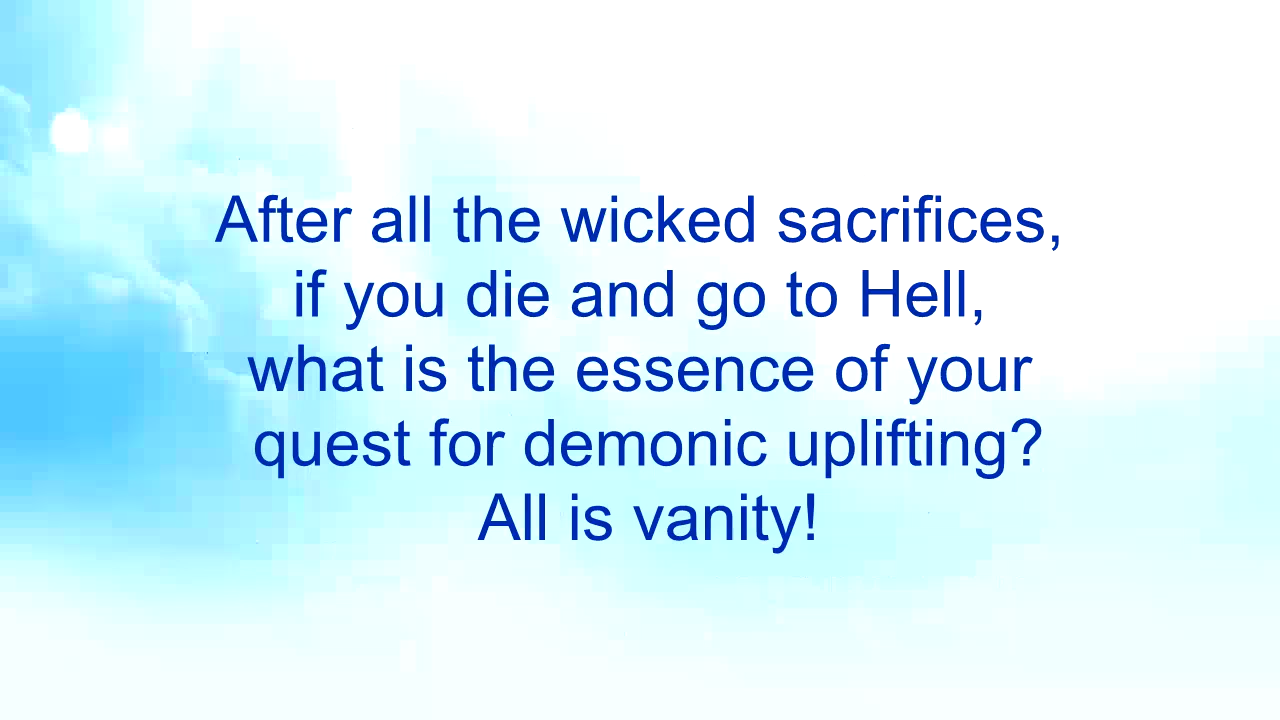 After all the wicked sacrifices,
if you die and go to Hell,
what is the essence of your
quest for demonic uplifting?
All is vanity!